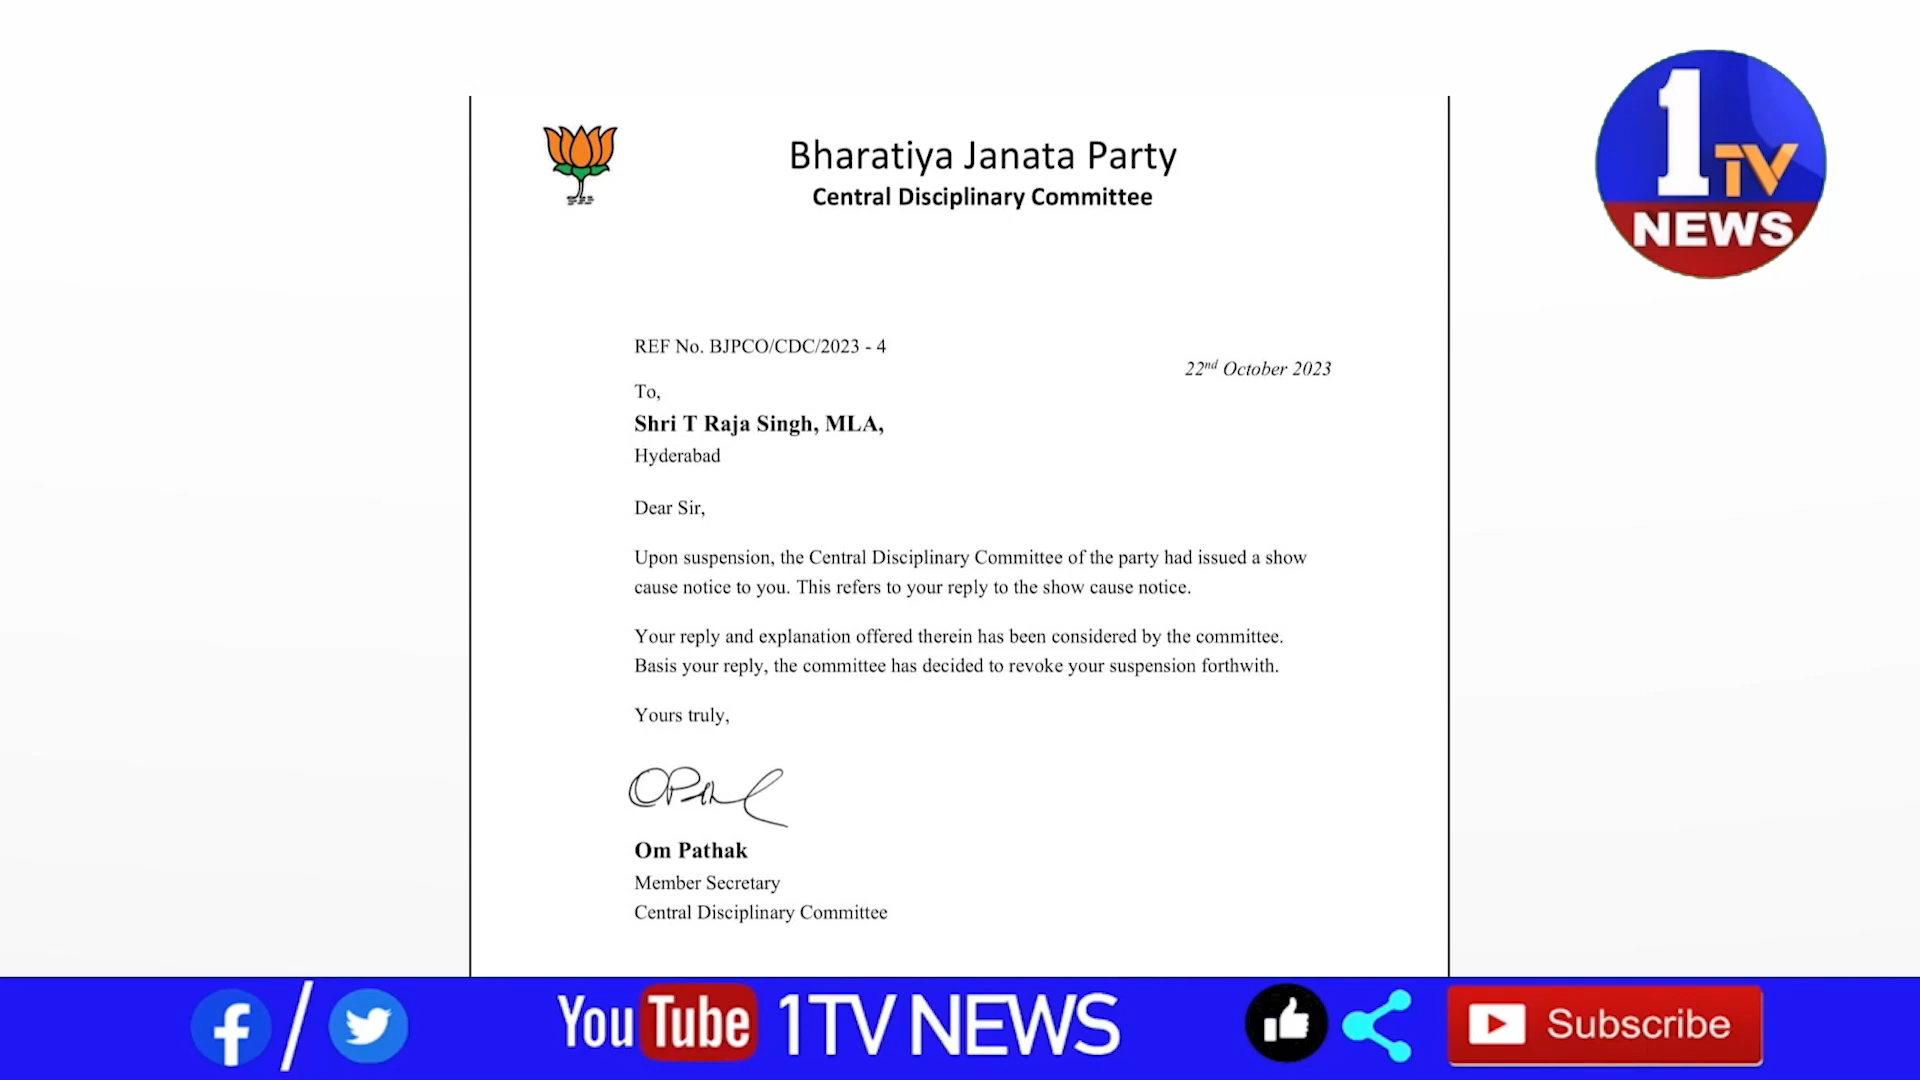 Bharatiya Janata Party
Central Disciplinary Committee
1
TV
NEWS
REF No. BJPCO/CDC/2023 - 4
22nd October 2023
To,
Shri T Raja Singh, MLA,
Hyderabad
Dear Sir,
Upon suspension, the Central Disciplinary Committee of the party had issued a show
cause notice to you. This refers to your reply to the show cause notice.
Your reply and explanation offered therein has been considered by the committee.
Basis your reply, the committee has decided to revoke your suspension forthwith.
Yours truly,
Om Pathak
Member Secretary
Central Disciplinary Committee
f / YouTube 1TV NEWS Subscribe